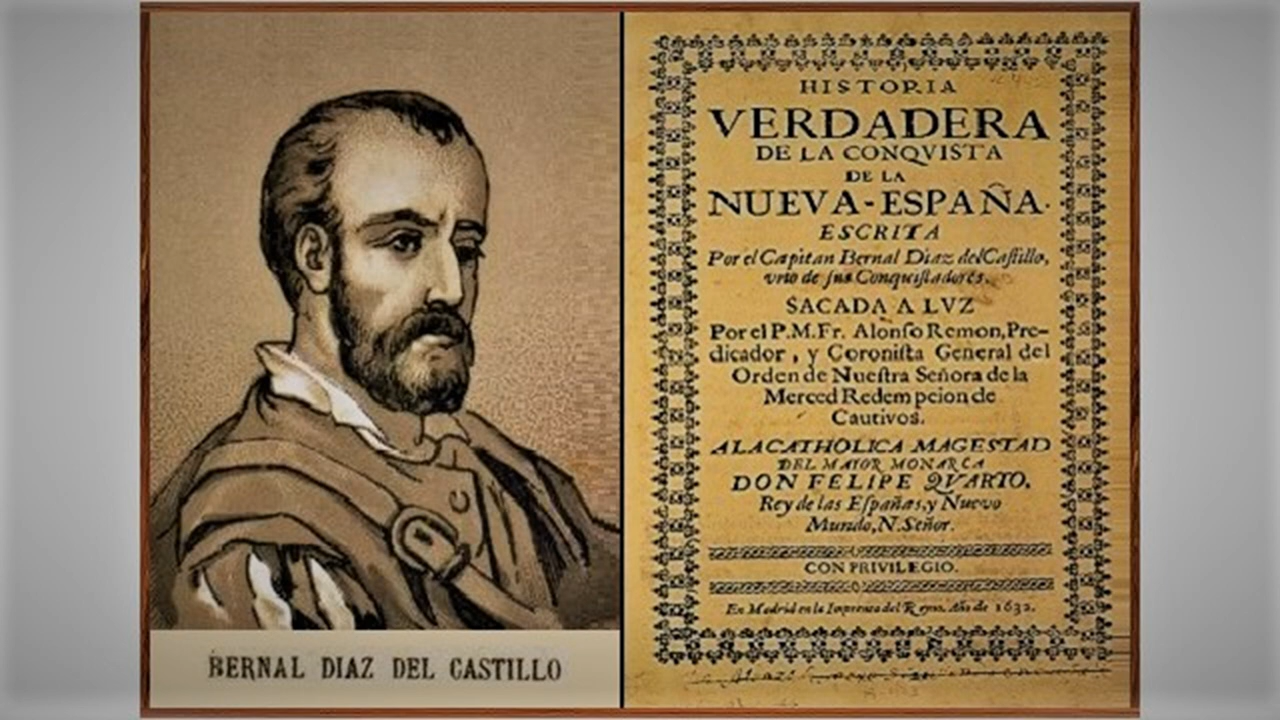 BERNAL DIAZ DEL CASTILLO
HISTORIA
VERDADERA
DE LA CONQVISTA
DE LA
NUEVA-ESPAÑA.
ESCRITA
Por el Capitan Bernal Diaz del Caſtillo,
vno de ſus Conquiſtadores.
SACADA A LVZ
Por el P.M.Fr. Alonſo Remon, Pre-
dicador, y Coroniſta General del
Orden de Nueſtra Señora de la
Merced Redempcion de
Cautivos.
A LA CATHOLICA MAGESTAD
DEL MAYOR MONARCA
DON FELIPE QVARTO,
Rey de las Eſpañas, y Nuevo
Mundo, N. Señor.
CON PRIVILEGIO.
En Madrid en la Imprenta del Reyno. Año de 1632.